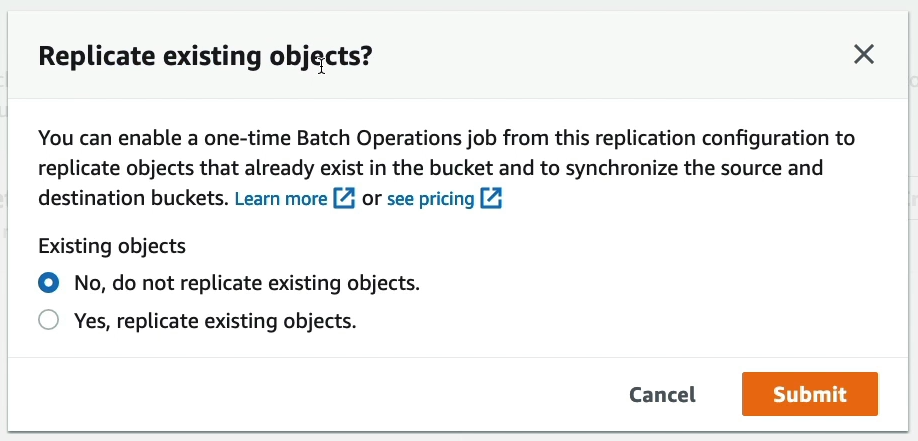 Replicate existing objects?
You can enable a one-time Batch Operations job from this replication configuration to
replicate objects that already exist in the bucket and to synchronize the source and
destination buckets. Learn more or see pricing
Existing objects
No, do not replicate existing objects.
Yes, replicate existing objects.
Cancel Submit